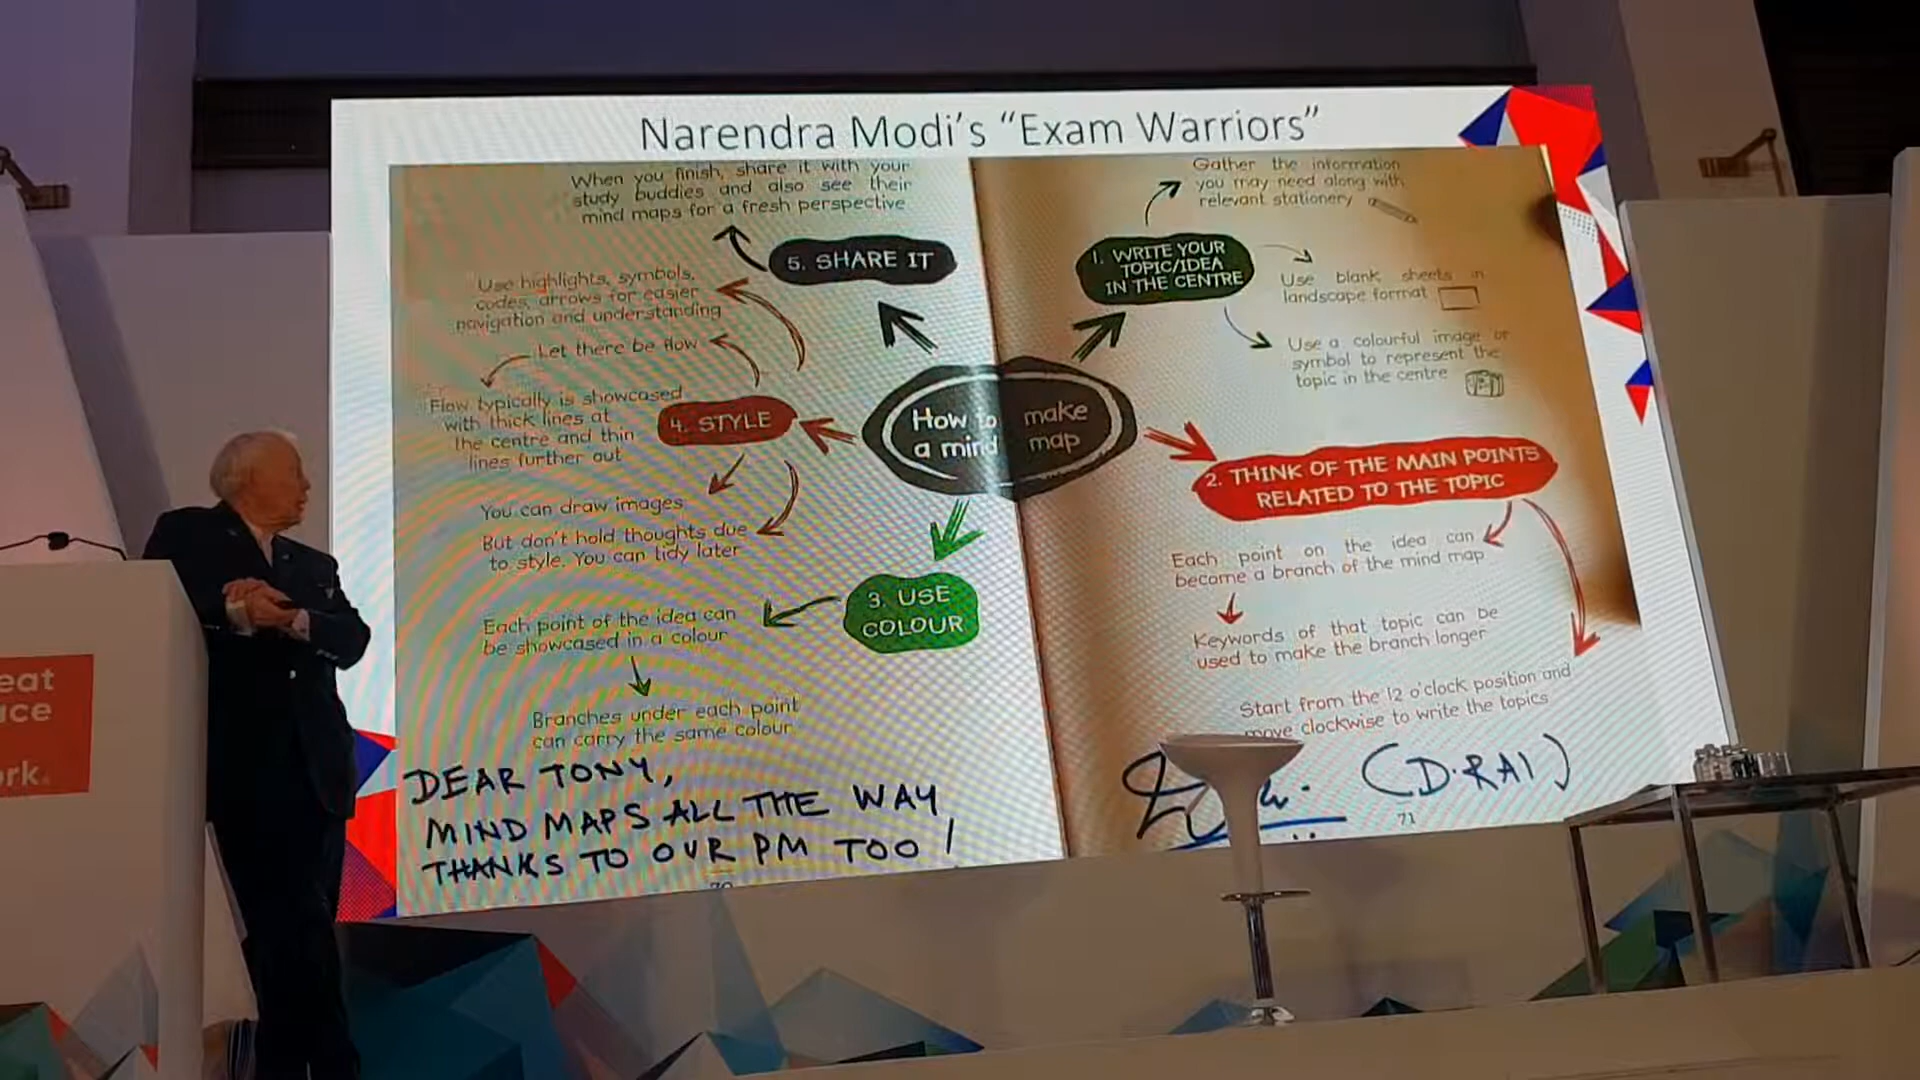 Narendra Modi's "Exam Warriors"
When you finish, share it with your
study buddies and also see their
mind maps for a fresh perspective
5. SHARE IT
Use highlights, symbols,
codes, arrows for easier
navigation and understanding
Let there be flow
Flow typically is showcased
with thick lines at
the centre and thin
lines further out
4. STYLE
You can draw images
But don't hold thoughts due
to style. You can tidy later
3. USE
COLOUR
Each point of the idea can
be showcased in a colour
Branches under each point
can carry the same colour
How to make
a mind map
Gather the information
you may need along with
relevant stationery
1. WRITE YOUR
TOPIC/IDEA
IN THE CENTRE
Use blank sheets in
landscape format
Use a colourful image or
symbol to represent the
topic in the centre
2. THINK OF THE MAIN POINTS
RELATED TO THE TOPIC
Each point on the idea can
become a branch of the mind map
Keywords of that topic can be
used to make the branch longer
Start from the 12 o'clock position and
move clockwise to write the topics
DEAR TONY,
MIND MAPS ALL THE WAY
THANKS TO OUR PM TOO!
(D.RAI)
70
71
eat
ace
rk.